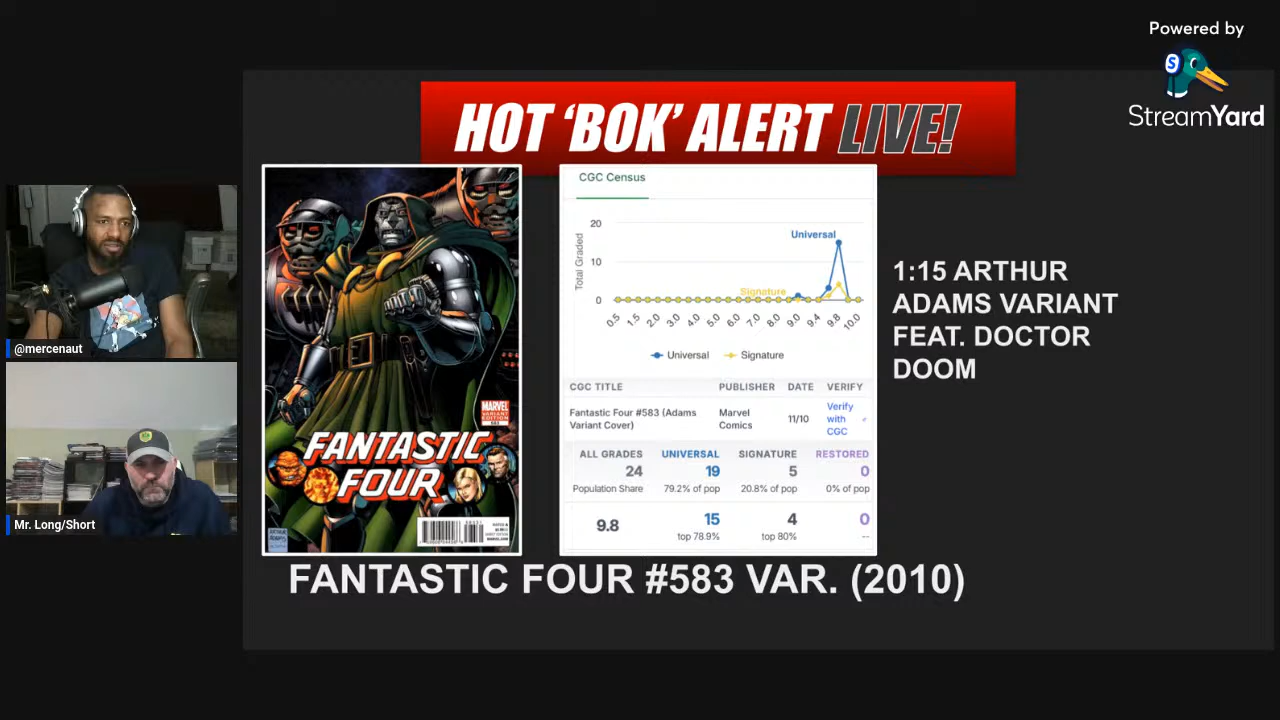 Powered by
StreamYard
HOT ‘BOK’ ALERT LIVE!
@mercenaut
Mr. Long/Short
MARVEL
VARIANT
EDITION
583
FANTASTIC
FOUR
ARTHUR
ADAMS
CGC Census
Total Graded
20
10
0
Universal
Signature
0.5
1.5
2.0
3.0
4.0
5.0
6.0
7.0
8.0
9.0
9.4
9.8
10.0
Universal
Signature
CGC TITLE PUBLISHER DATE VERIFY
Fantastic Four #583 (Adams
Variant Cover)
Marvel
Comics
11/10
Verify
with
CGC
ALL GRADES UNIVERSAL SIGNATURE RESTORED
24 19 5 0
Population Share 79.2% of pop 20.8% of pop 0% of pop
9.8 15 4 0
top 78.9% top 80% --
1:15 ARTHUR
ADAMS VARIANT
FEAT. DOCTOR
DOOM
FANTASTIC FOUR #583 VAR. (2010)